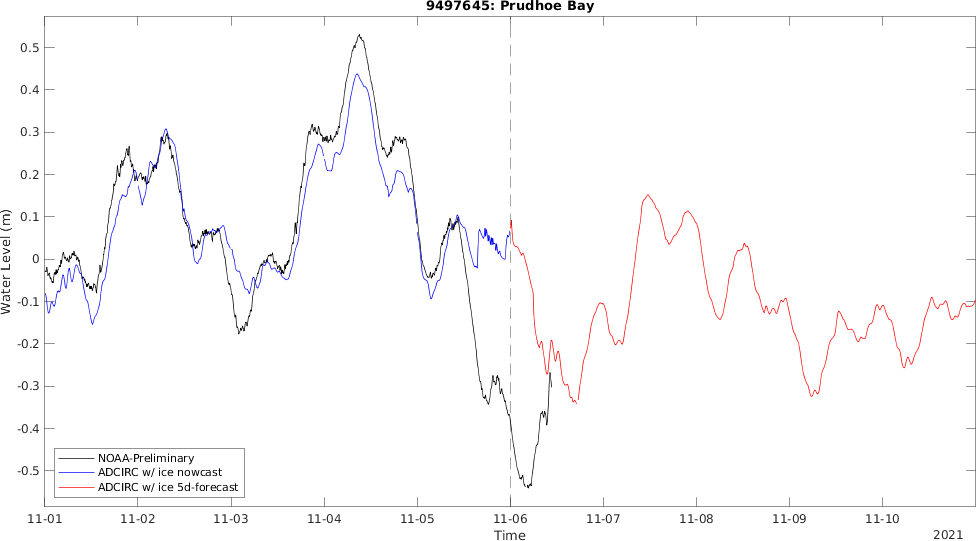 9497645: Prudhoe Bay
Water Level (m)
0.5
0.4
0.3
0.2
0.1
0
-0.1
-0.2
-0.3
-0.4
-0.5
NOAA-Preliminary
ADCIRC w/ ice nowcast
ADCIRC w/ ice 5d-forecast
11-01 11-02 11-03 11-04 11-05 11-06 11-07 11-08 11-09 11-10
Time
2021